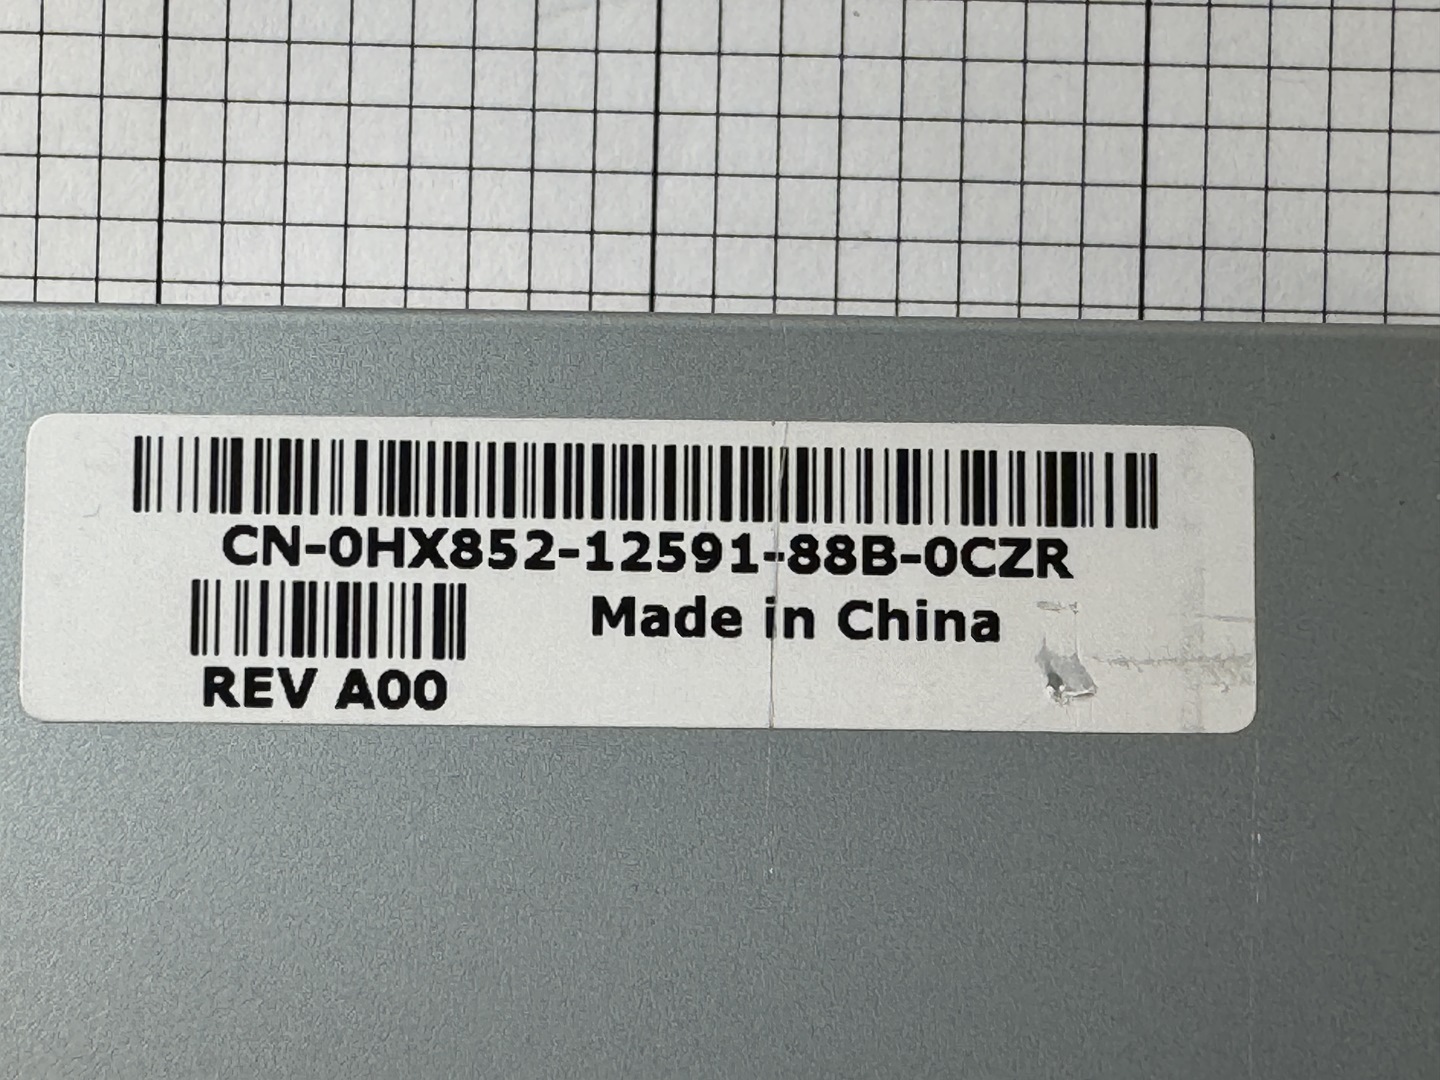 CN-0HX852-12591-88B-0CZR
Made in China
REV A00